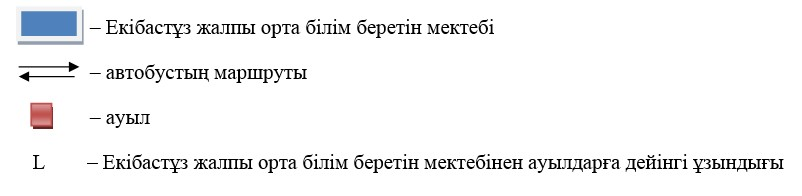 – Екібастұз жалпы орта білім беретін мектебі
– автобустың маршруты
– ауыл
L – Екібастұз жалпы орта білім беретін мектебінен ауылдарға дейінгі ұзындығы